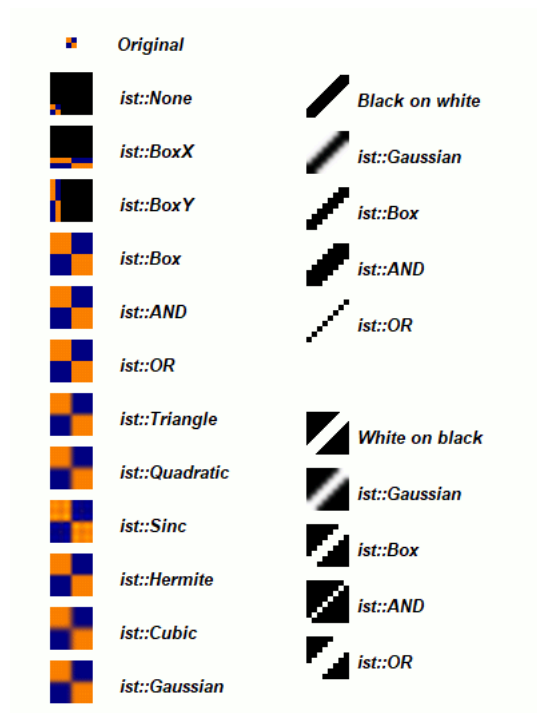 Original
ist::None
ist::BoxX
ist::BoxY
ist::Box
ist::AND
ist::OR
ist::Triangle
ist::Quadratic
ist::Sinc
ist::Hermite
ist::Cubic
ist::Gaussian
Black on white
ist::Gaussian
ist::Box
ist::AND
ist::OR
White on black
ist::Gaussian
ist::Box
ist::AND
ist::OR